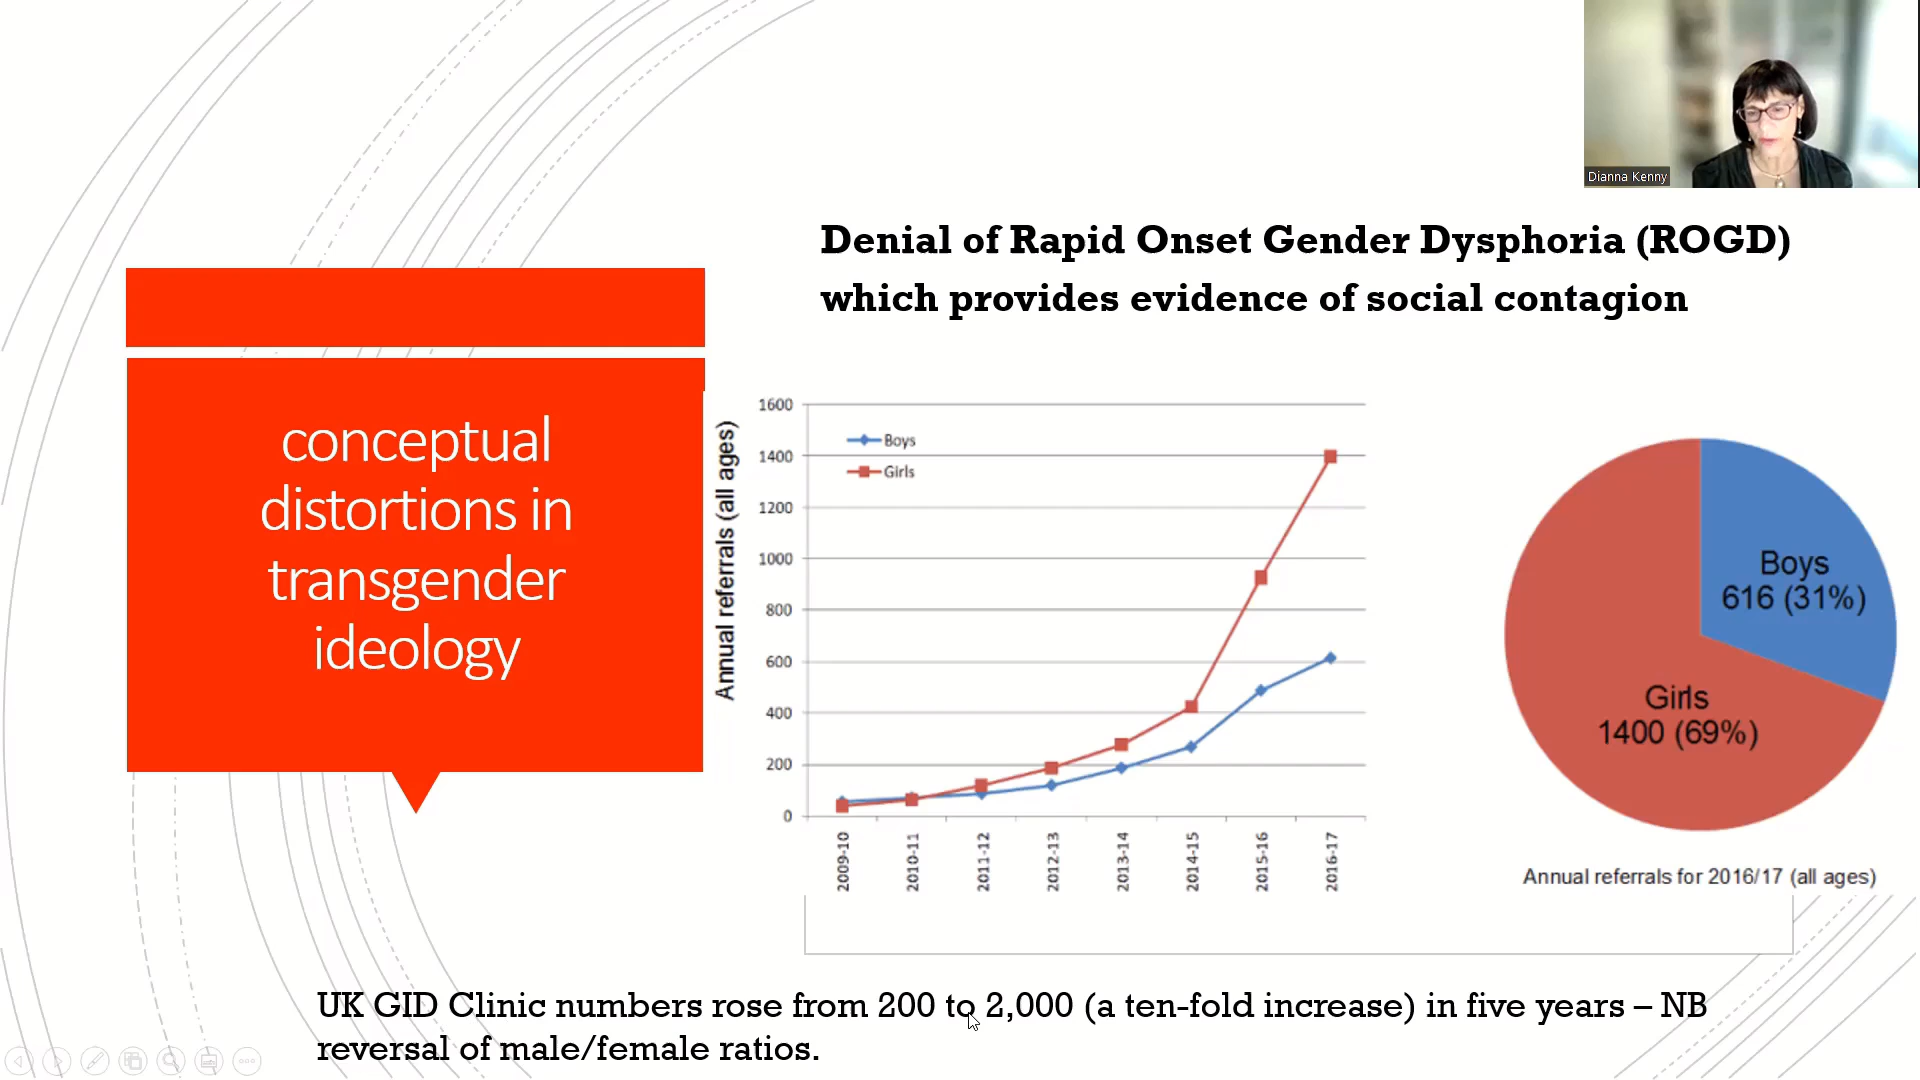 Dianna Kenny
Denial of Rapid Onset Gender Dysphoria (ROGD)
which provides evidence of social contagion
conceptual
distortions in
transgender
ideology
Annual referrals (all ages)
1600
1400
1200
1000
800
600
400
200
0
Boys
Girls
2009-10
2010-11
2011-12
2012-13
2013-14
2014-15
2015-16
2016-17
Boys
616 (31%)
Girls
1400 (69%)
Annual referrals for 2016/17 (all ages)
UK GID Clinic numbers rose from 200 to 2,000 (a ten-fold increase) in five years – NB
reversal of male/female ratios.